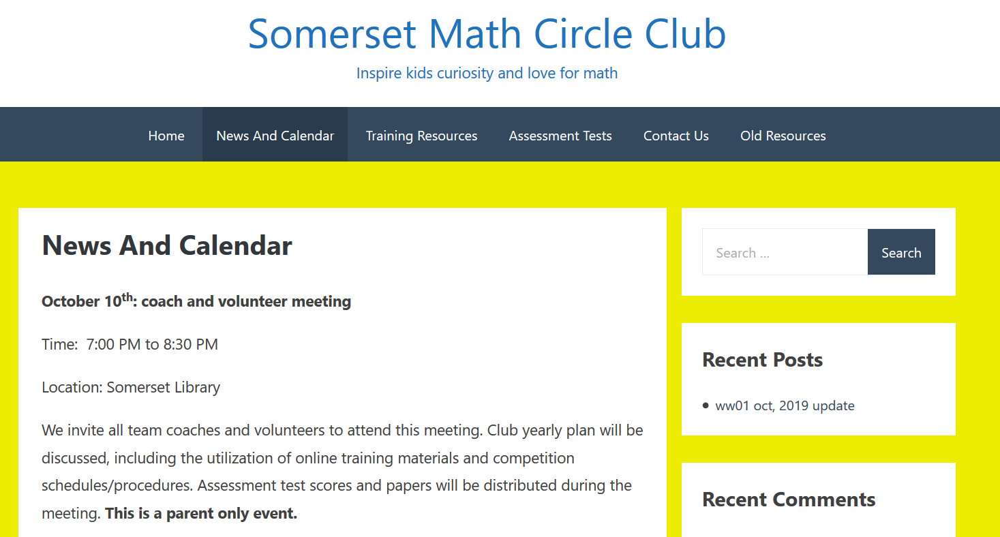 Somerset Math Circle Club
Inspire kids curiosity and love for math
Home News And Calendar Training Resources Assessment Tests Contact Us Old Resources
News And Calendar
October 10th: coach and volunteer meeting
Time: 7:00 PM to 8:30 PM
Location: Somerset Library
We invite all team coaches and volunteers to attend this meeting. Club yearly plan will be
discussed, including the utilization of online training materials and competition
schedules/procedures. Assessment test scores and papers will be distributed during the
meeting. This is a parent only event.
Search ... Search
Recent Posts
ww01 oct, 2019 update
Recent Comments